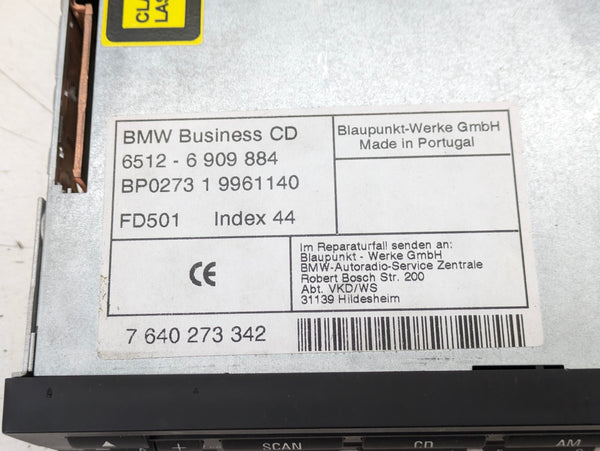 CL
LAS
BMW Business CD
6512 - 6 909 884
BP0273 1 9961140
FD501 Index 44
Blaupunkt-Werke GmbH
Made in Portugal
CE
Im Reparaturfall senden an:
Blaupunkt - Werke GmbH
BMW-Autoradio-Service Zentrale
Robert Bosch Str. 200
Abt. VKD/WS
31139 Hildesheim
7 640 273 342
+ SCAN CD AM